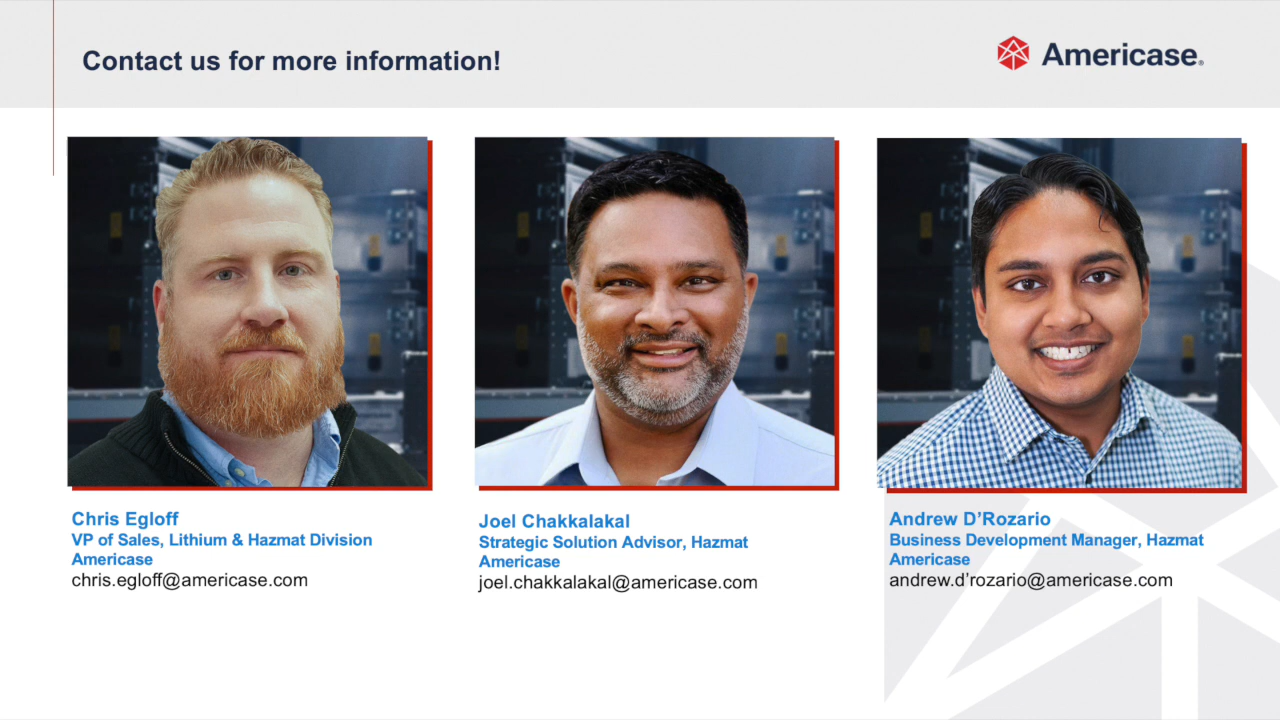 Contact us for more information!
Americase®
Chris Egloff
VP of Sales, Lithium & Hazmat Division
Americase
chris.egloff@americase.com
Joel Chakkalakal
Strategic Solution Advisor, Hazmat
Americase
joel.chakkalakal@americase.com
Andrew D’Rozario
Business Development Manager, Hazmat
Americase
andrew.d’rozario@americase.com